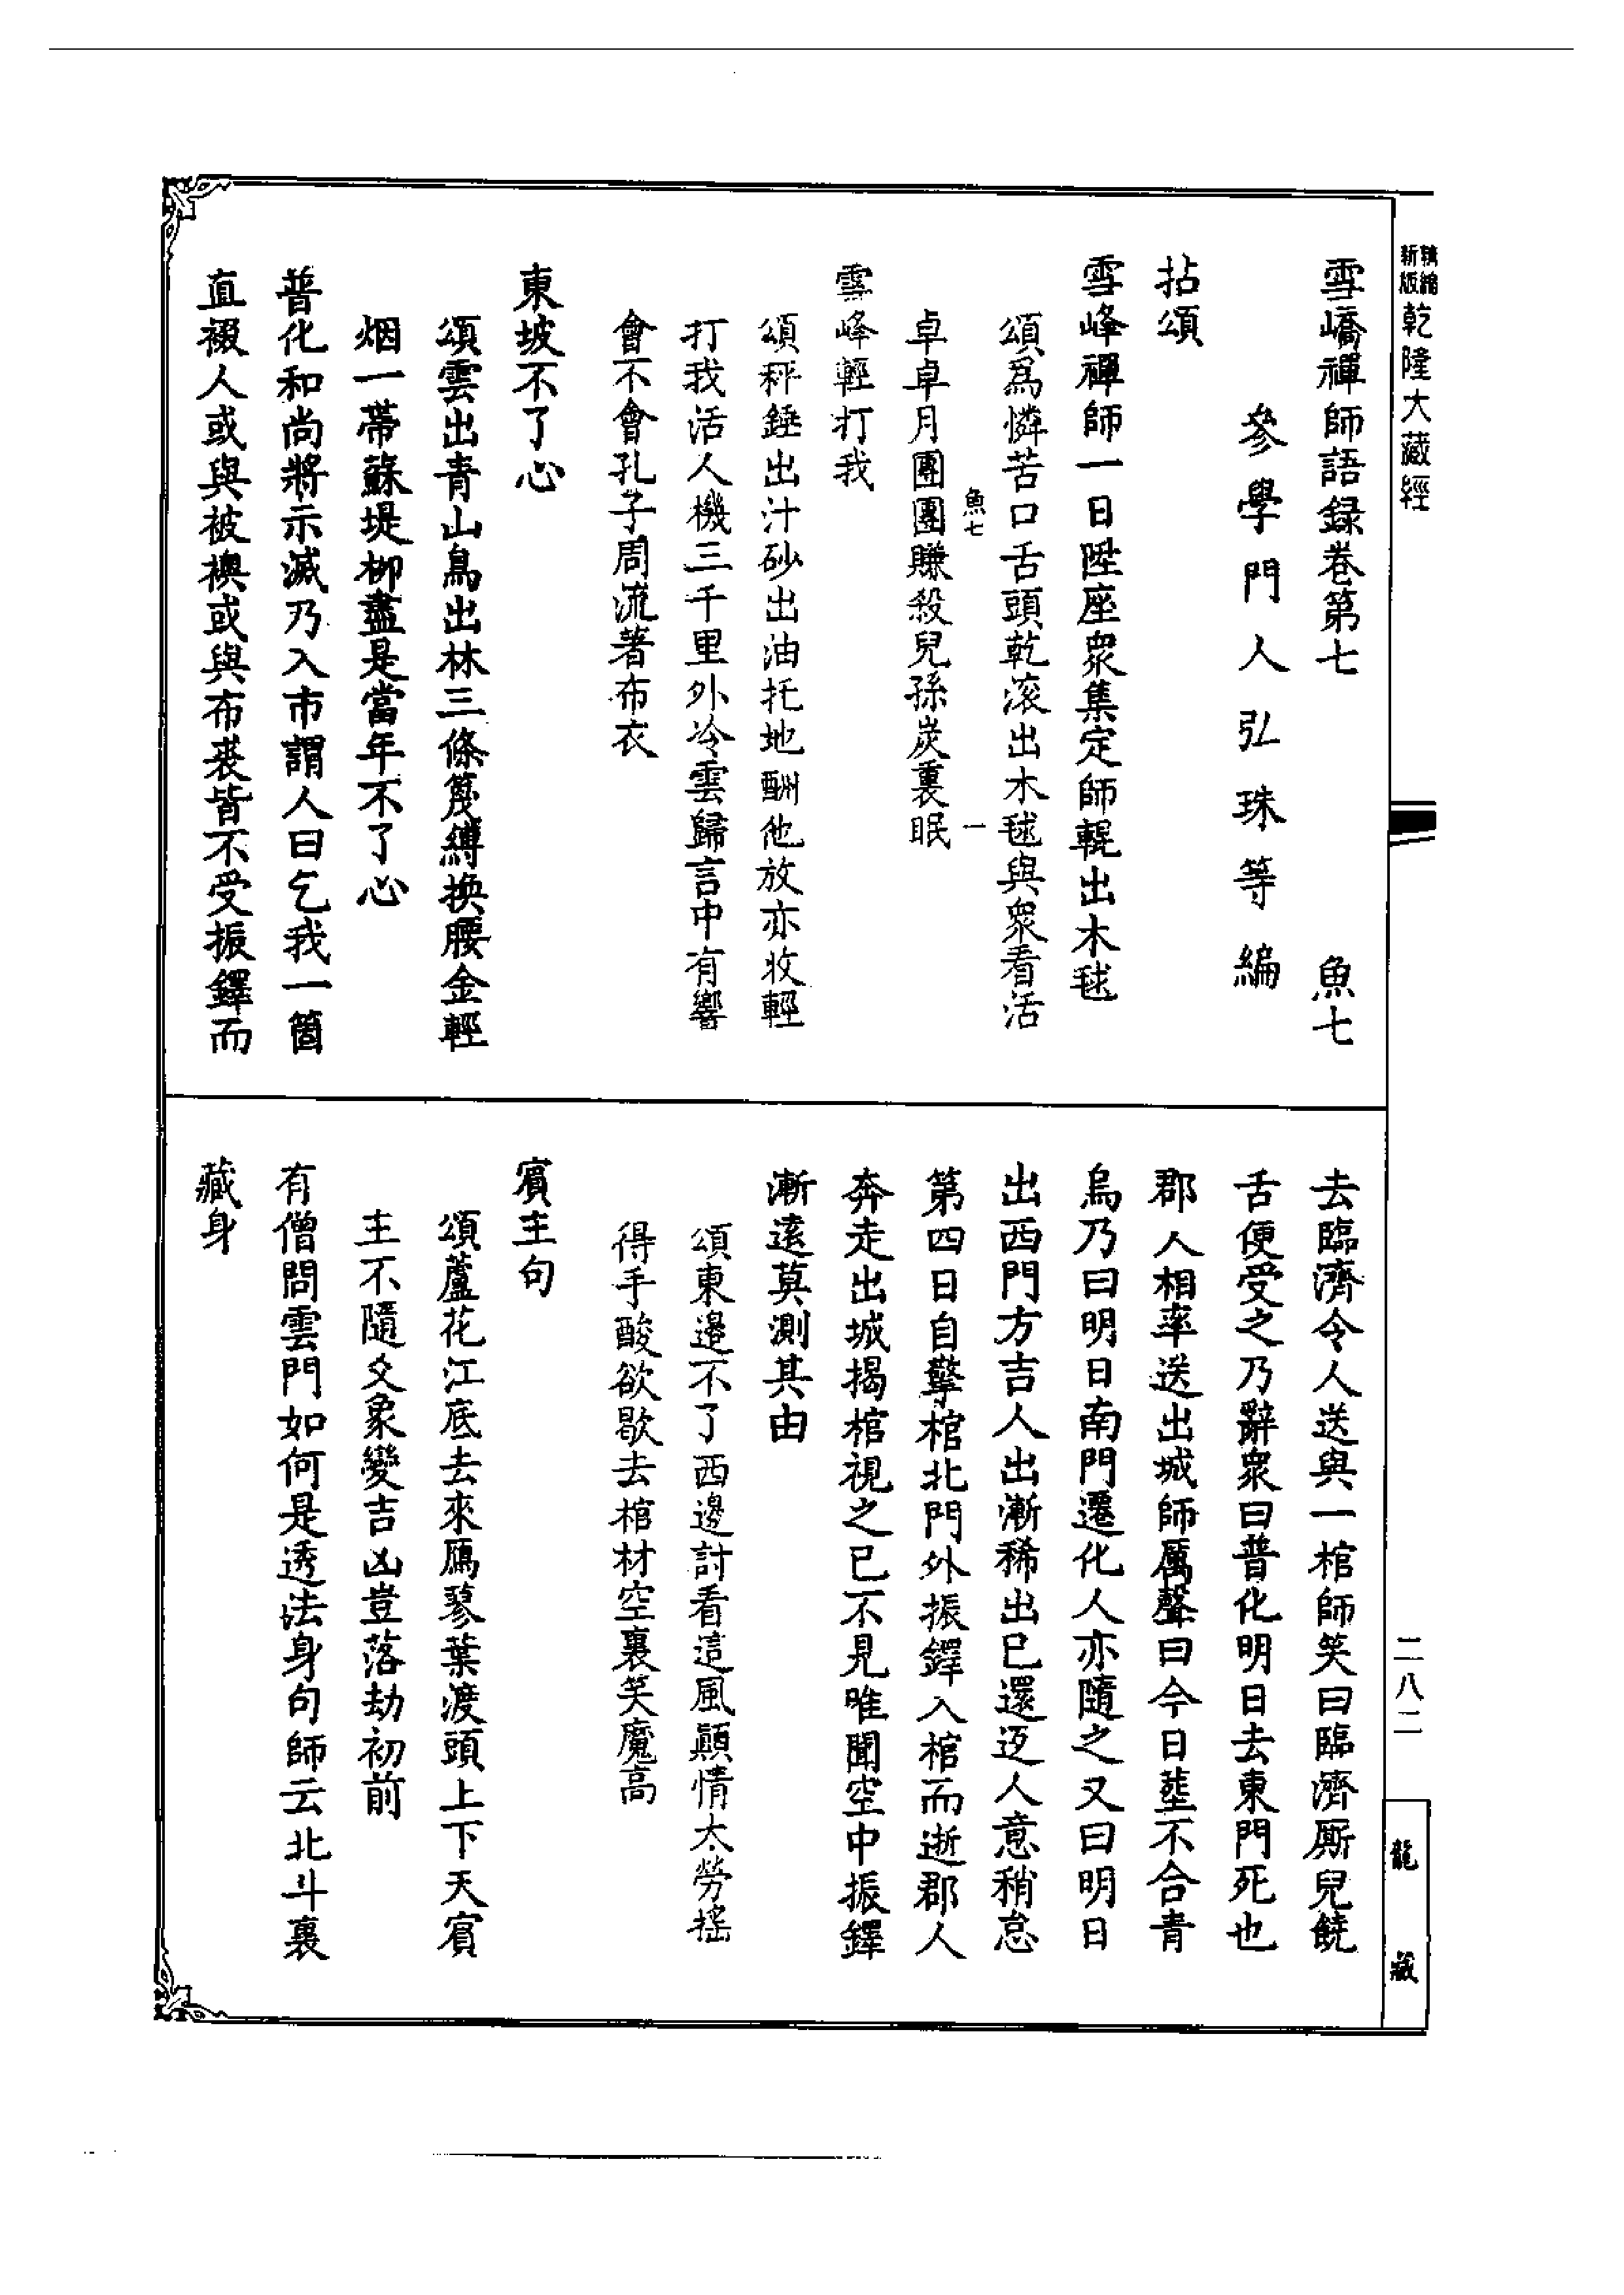 新版精縮乾隆大藏經
雪嶠禪師語録卷第七　魚七
參學門人弘珠等編
拈頌
雪峰禪師一日陞座衆集定師輥出木毬
頌爲憐苦口舌頭乾滚出木毬與衆看活
魚七　一
卓卓月團團賺殺兒孫炭裏眠
雪峰輕打我
頌秤錘出汁砂出油托地酬他放亦收輕
打我活人機三千里外冷雲歸言中有響
會不會孔子周流著布衣
東坡不了心
頌雲出青山鳥出林三條篾縛换腰金輕
烟一帶蘇堤栁盡是當年不了心
普化和尚將示滅乃入市謂人曰乞我一箇
直裰人或與被襖或與布裘皆不受振鐸而
去臨濟令人送與一棺師笑曰臨濟厮兒饒
舌便受之乃辭衆曰普化明日去東門死也
郡人相率送出城師厲聲曰今日塟不合青
烏乃曰明日南門遷化人亦隨之又曰明日
出西門方吉人出漸稀出已還迓人意稍怠
第四日自擎棺北門外振鐸入棺而逝郡人
奔走出城揭棺視之已不見唯聞空中振鐸
漸遠莫測其由
頌東邉不了西邊討看這風顛情太勞摇
得手酸欲歇去棺材空裏笑魔高
賓主句
頌蘆花江底去來鴈蓼葉渡頭上下天賓
主不隨爻象變吉凶豈落劫初前
有僧問雲門如何是透法身句師云北斗裏
藏身
二八二
龍藏